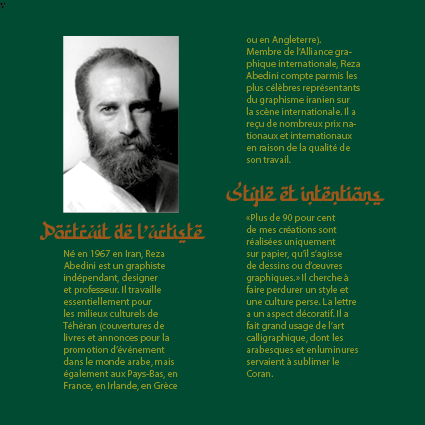 Portrait de l'artiste
Né en 1967 en Iran, Reza
Abedini est un graphiste
indépendant, designer
et professeur. Il travaille
essentiellement pour
les milieux culturels de
Téhéran (couvertures de
livres et annonces pour la
promotion d'événement
dans le monde arabe, mais
également aux Pays-Bas, en
France, en Irlande, en Grèce
ou en Angleterre).
Membre de l'Alliance gra-
phique internationale, Reza
Abedini compte parmis les
plus célèbres représentants
du graphisme iranien sur
la scène internationale. Il a
reçu de nombreux prix na-
tionaux et internationaux
en raison de la qualité de
son travail.
Style et intentions
«Plus de 90 pour cent
de mes créations sont
réalisées uniquement
sur papier, qu'il s'agisse
de dessins ou d'œuvres
graphiques.» Il cherche à
faire perdurer un style et
une culture perse. La lettre
a un aspect décoratif. Il a
fait grand usage de l'art
calligraphique, dont les
arabesques et enluminures
servaient à sublimer le
Coran.